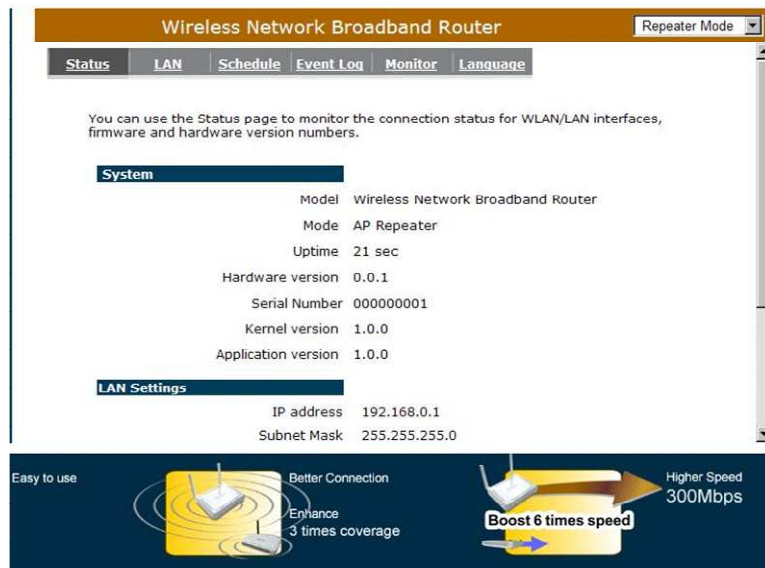 Wireless Network Broadband Router
Repeater Mode
Status LAN Schedule Event Log Monitor Language
You can use the Status page to monitor the connection status for WLAN/LAN interfaces,
firmware and hardware version numbers.
System
Model Wireless Network Broadband Router
Mode AP Repeater
Uptime 21 sec
Hardware version 0.0.1
Serial Number 000000001
Kernel version 1.0.0
Application version 1.0.0
LAN Settings
IP address 192.168.0.1
Subnet Mask 255.255.255.0
Easy to use
Better Connection
Enhance
3 times coverage
Boost 6 times speed
Higher Speed
300Mbps